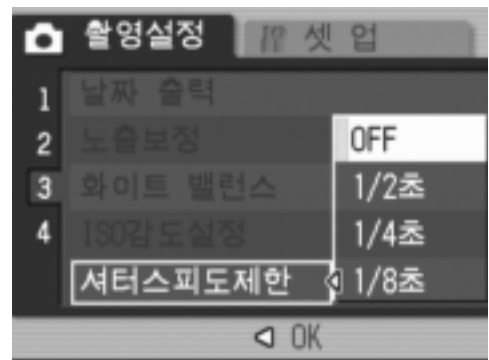 촬영설정 셋 업
1 날짜 출력
2 노출보정 OFF
3 화이트 밸런스 1/2초
4 ISO감도설정 1/4초
셔터스피도제한 1/8초
OK